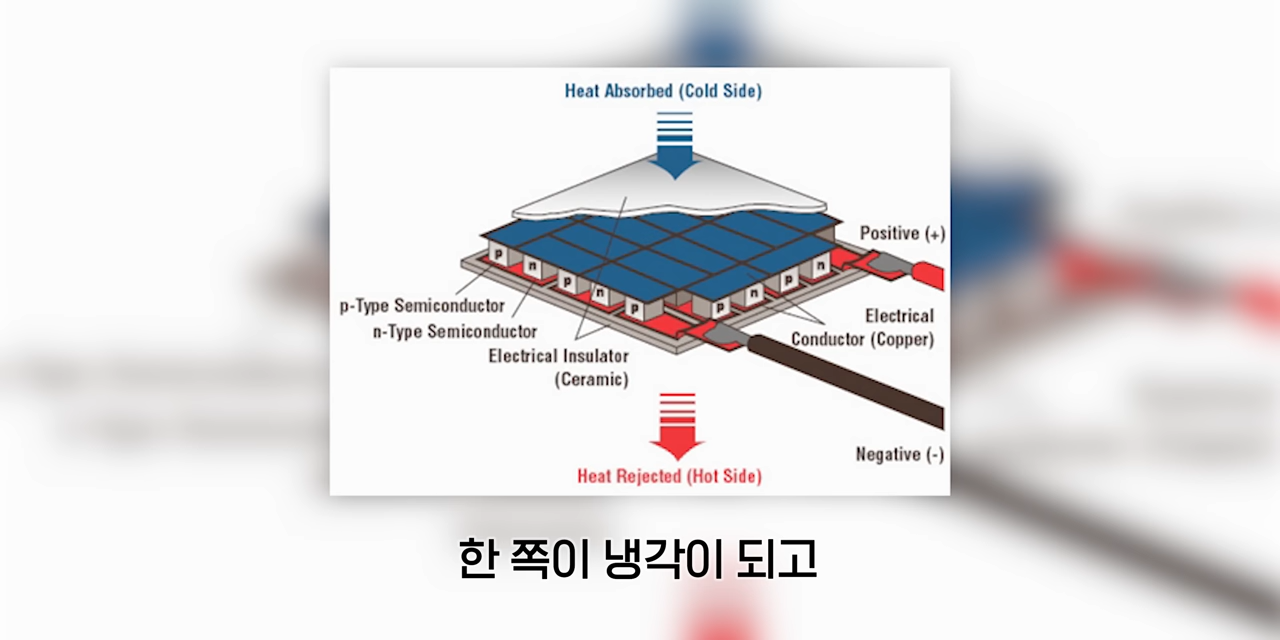 Heat Absorbed (Cold Side)
Positive (+)
p
n
p
n
p
p
n
p
n
p-Type Semiconductor
n-Type Semiconductor
Electrical Insulator
(Ceramic)
Electrical
Conductor (Copper)
Negative (-)
Heat Rejected (Hot Side)
한 쪽이 냉각이 되고